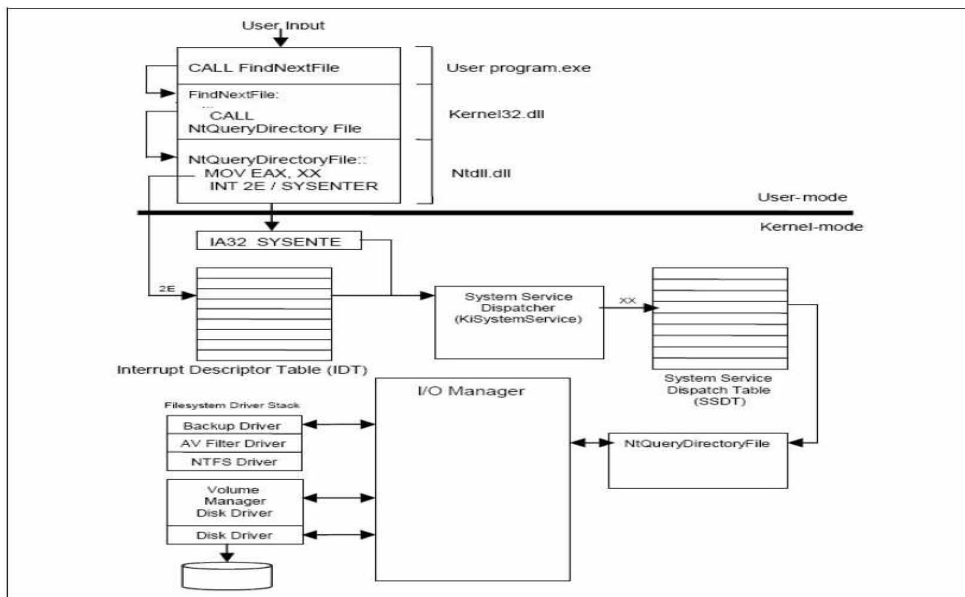 User Input
CALL FindNextFile
User program.exe
FindNextFile:
...
CALL
NtQueryDirectory File
Kernel32.dll
NtQueryDirectoryFile::
MOV EAX, XX
INT 2E / SYSENTER
Ntdll.dll
User-mode
Kernel-mode
IA32 SYSENTE
2E
System Service
Dispatcher
(KiSystemService)
XX
Interrupt Descriptor Table (IDT)
System Service
Dispatch Table
(SSDT)
I/O Manager
Filesystem Driver Stack
Backup Driver
AV Filter Driver
NTFS Driver
NtQueryDirectoryFile
Volume
Manager
Disk Driver
Disk Driver